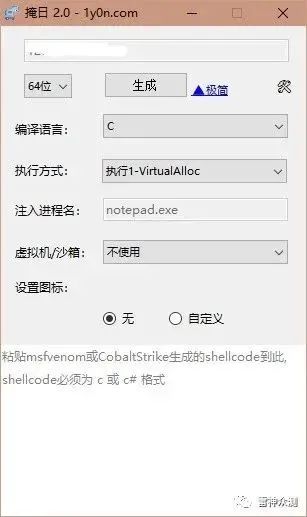 掩日 2.0 - 1y0n.com
64位
生成
▲极简
编译语言：
C
执行方式：
执行1-VirtualAlloc
注入进程名：
notepad.exe
虚拟机/沙箱：
不使用
设置图标：
无
自定义
粘贴msfvenom或CobaltStrike生成的shellcode到此,
shellcode必须为 c 或 c# 格式
雷神众测